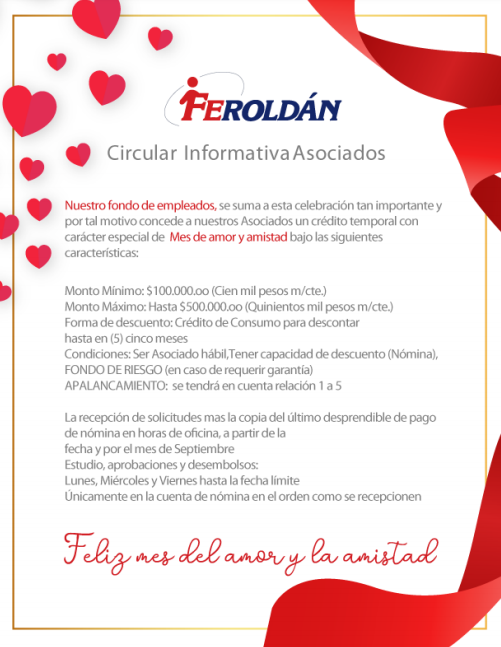 FEROLDÁN
Circular Informativa Asociados
Nuestro fondo de empleados, se suma a esta celebración tan importante y
por tal motivo concede a nuestros Asociados un crédito temporal con
carácter especial de Mes de amor y amistad bajo las siguientes
características:
Monto Mínimo: $100.000.oo (Cien mil pesos m/cte.)
Monto Máximo: Hasta $500.000.oo (Quinientos mil pesos m/cte.)
Forma de descuento: Crédito de Consumo para descontar
hasta en (5) cinco meses
Condiciones: Ser Asociado hábil,Tener capacidad de descuento (Nómina),
FONDO DE RIESGO (en caso de requerir garantía)
APALANCAMIENTO: se tendrá en cuenta relación 1 a 5
La recepción de solicitudes mas la copia del último desprendible de pago
de nómina en horas de oficina, a partir de la
fecha y por el mes de Septiembre
Estudio, aprobaciones y desembolsos:
Lunes, Miércoles y Viernes hasta la fecha límite
Únicamente en la cuenta de nómina en el orden como se recepcionen
Feliz mes del amor y la amistad